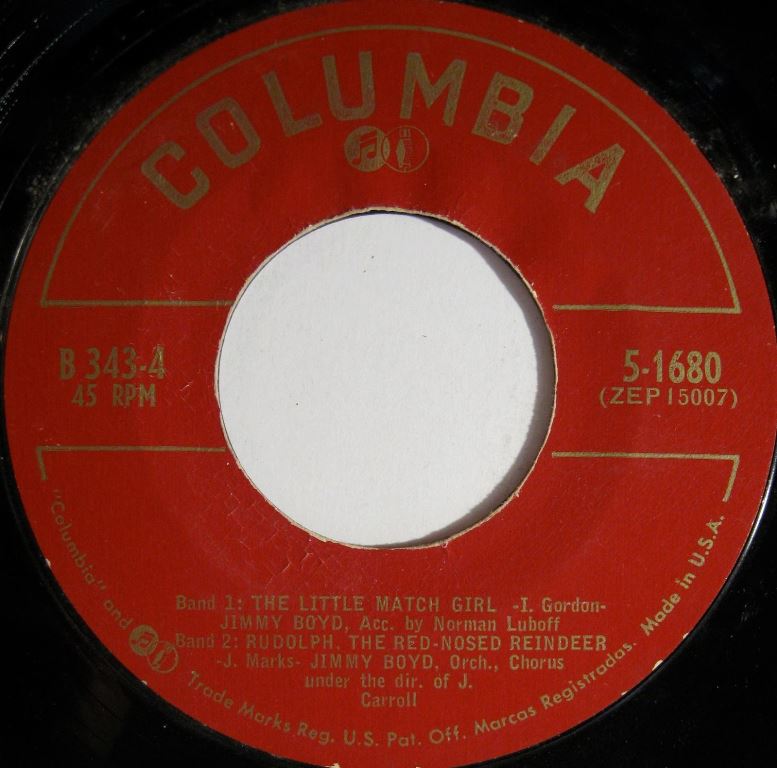 COLUMBIA
B 343-4
45 RPM
5-1680
(ZEP 15007)
Band 1: THE LITTLE MATCH GIRL -I. Gordon-
JIMMY BOYD, Acc. by Norman Luboff
Band 2: RUDOLPH, THE RED-NOSED REINDEER
-J. Marks- JIMMY BOYD, Orch., Chorus
under the dir. of J.
Carroll
"Columbia" and Trade Marks Reg. U.S. Pat. Off. Marcas Registradas. Made in U.S.A.